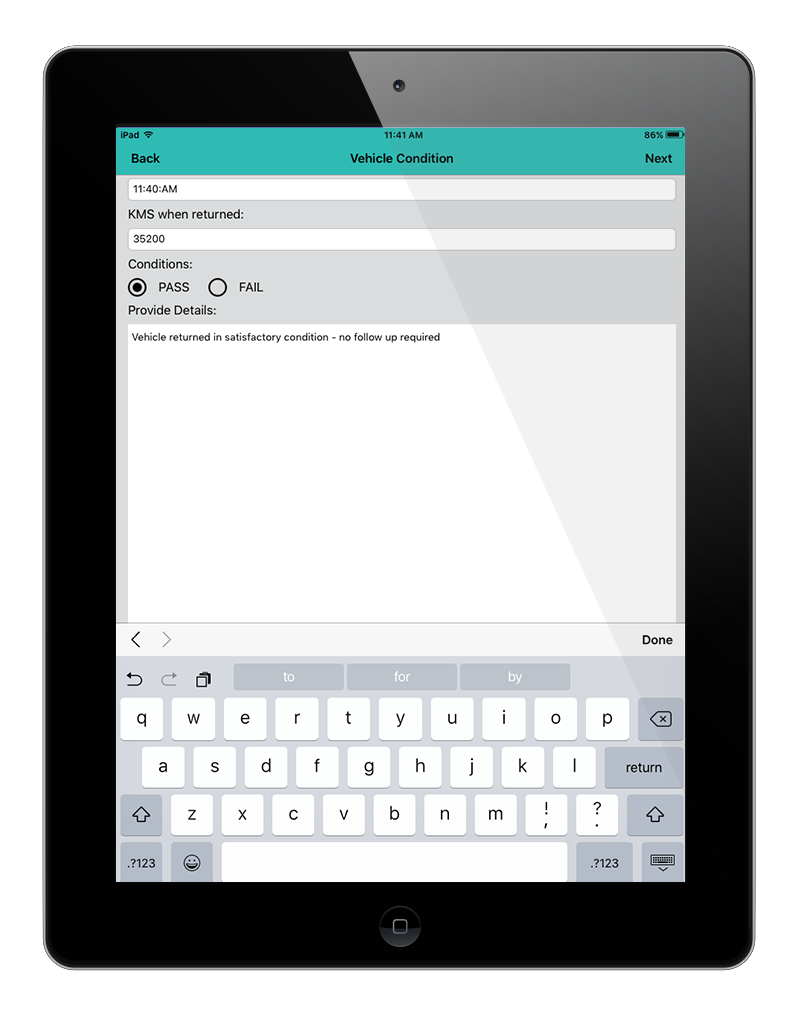 iPad 11:41 AM 86%
Back Vehicle Condition Next
11:40:AM
KMS when returned:
35200
Conditions:
PASS FAIL
Provide Details:
Vehicle returned in satisfactory condition - no follow up required
Done
to for by
q w e r t y u i o p
a s d f g h j k l return
z x c v b n m ! , ? .
.?123 .?123